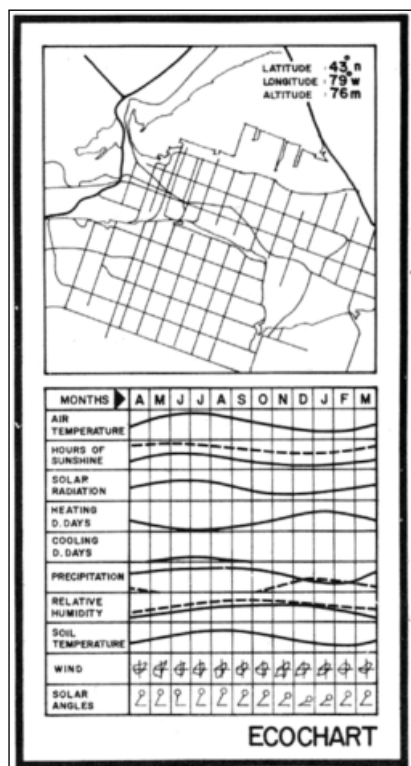 LATITUDE : 43° n
LONGITUDE : 79° w
ALTITUDE : 76 m
MONTHS A M J J A S O N D J F M
AIR
TEMPERATURE
HOURS OF
SUNSHINE
SOLAR
RADIATION
HEATING
D. DAYS
COOLING
D. DAYS
PRECIPITATION
RELATIVE
HUMIDITY
SOIL
TEMPERATURE
WIND
SOLAR
ANGLES
ECOCHART